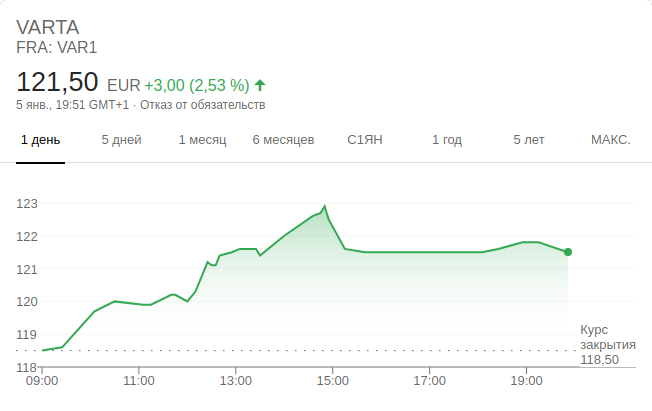 VARTA
FRA: VAR1
121,50 EUR +3,00 (2,53 %)
5 янв., 19:51 GMT+1 · Отказ от обязательств
1 день 5 дней 1 месяц 6 месяцев С1ЯН 1 год 5 лет МАКС.
123
122
121
120
119
Курс
закрытия
118,50
118
09:00 11:00 13:00 15:00 17:00 19:00